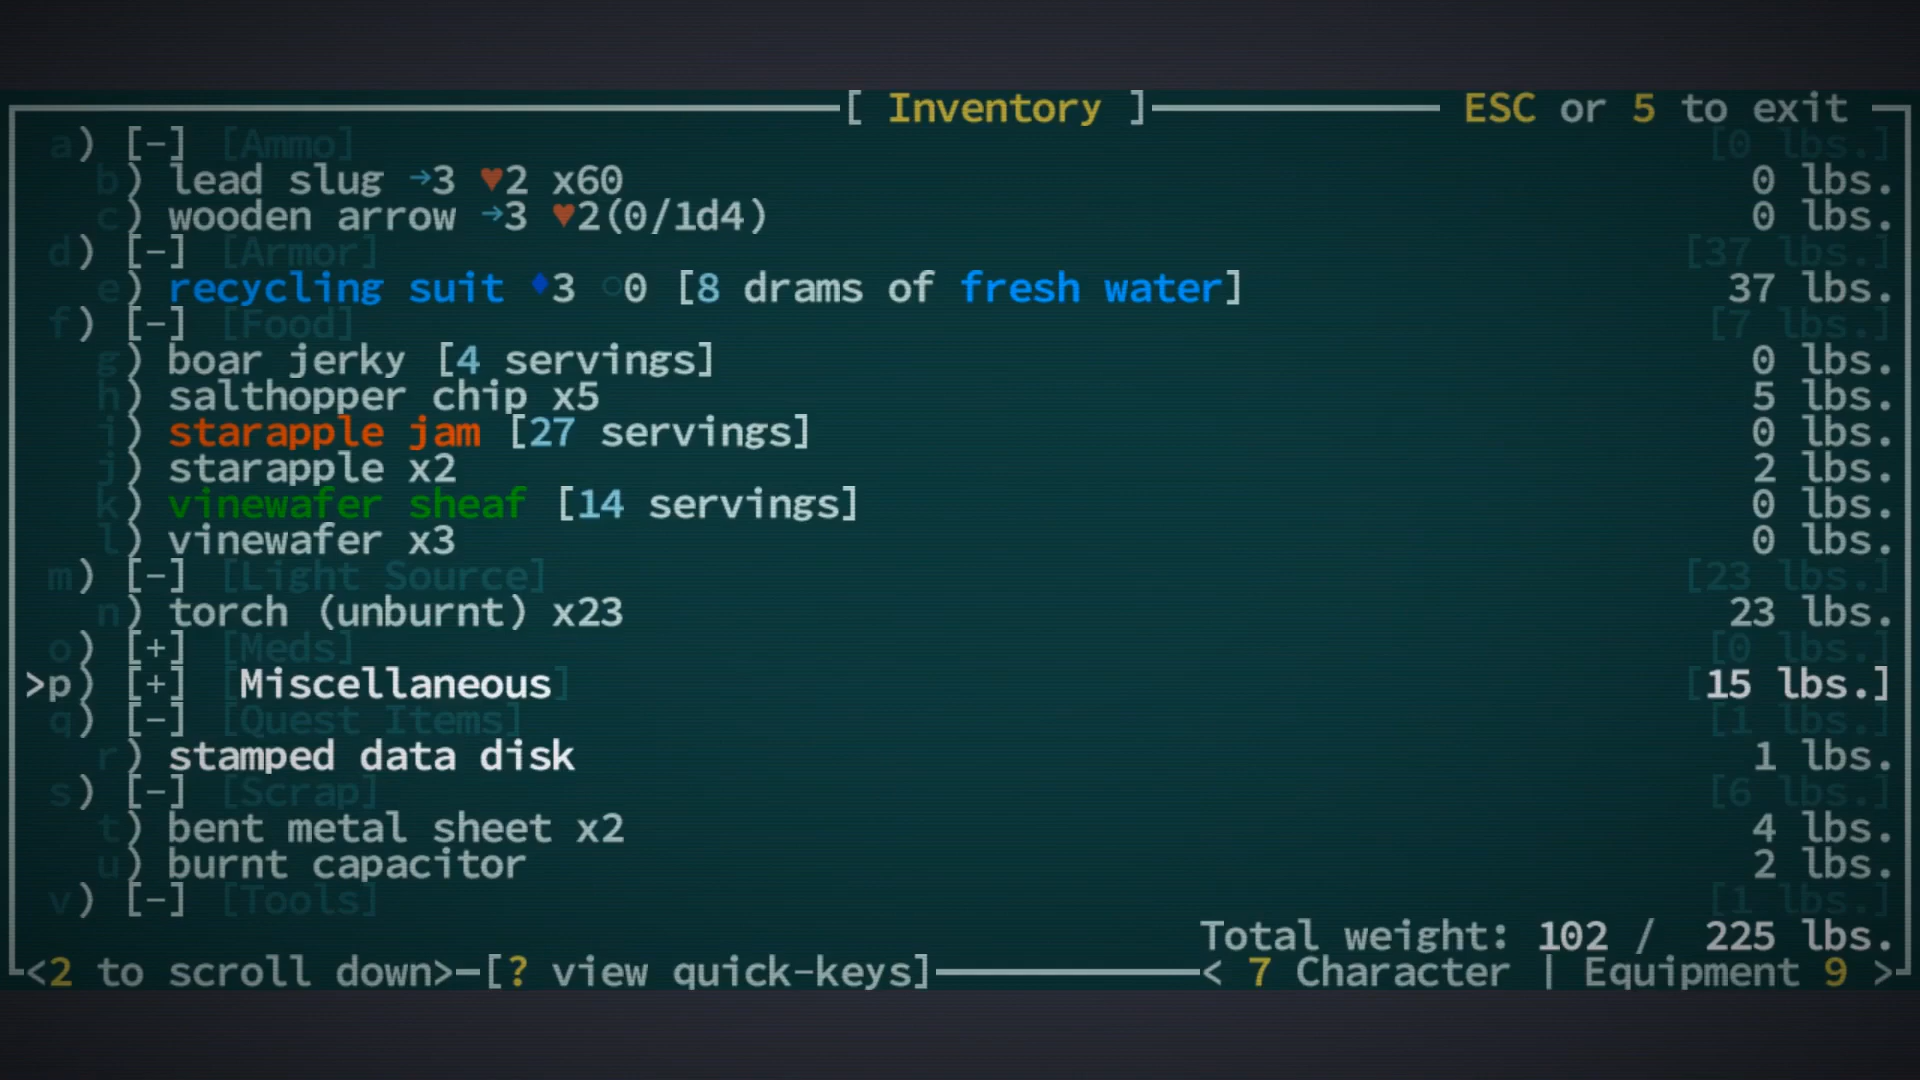 [ Inventory ] ESC or 5 to exit
a) [-] [Ammo] [0 lbs.]
b) lead slug →3 ♥2 x60 0 lbs.
c) wooden arrow →3 ♥2(0/1d4) 0 lbs.
d) [-] [Armor] [37 lbs.]
e) recycling suit ♦3 ○0 [8 drams of fresh water] 37 lbs.
f) [-] [Food] [7 lbs.]
g) boar jerky [4 servings] 0 lbs.
h) salthopper chip x5 5 lbs.
i) starapple jam [27 servings] 0 lbs.
j) starapple x2 2 lbs.
k) vinewafer sheaf [14 servings] 0 lbs.
l) vinewafer x3 0 lbs.
m) [-] [Light Source] [23 lbs.]
n) torch (unburnt) x23 23 lbs.
o) [+] [Meds] [0 lbs.]
>p) [+] [Miscellaneous] [15 lbs.]
q) [-] [Quest Items] [1 lbs.]
r) stamped data disk 1 lbs.
s) [-] [Scrap] [6 lbs.]
t) bent metal sheet x2 4 lbs.
u) burnt capacitor 2 lbs.
v) [-] [Tools] [1 lbs.]
Total weight: 102 / 225 lbs.
<2 to scroll down> [? view quick-keys] < 7 Character | Equipment 9 >